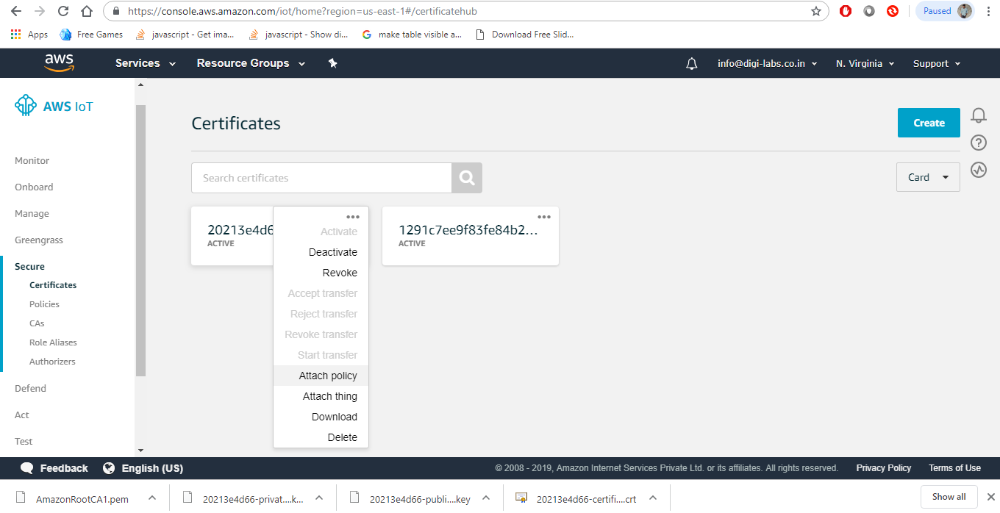 https://console.aws.amazon.com/iot/home?region=us-east-1#/certificatehub
Paused
Apps
Free Games
javascript - Get ima...
javascript - Show di...
make table visible a...
Download Free Slid...
aws
Services
Resource Groups
info@digi-labs.co.in
N. Virginia
Support
AWS IoT
Monitor
Onboard
Manage
Greengrass
Secure
Certificates
Policies
CAs
Role Aliases
Authorizers
Defend
Act
Test
Certificates
Create
Search certificates
Card
20213e4d6
ACTIVE
Activate
Deactivate
Revoke
Accept transfer
Reject transfer
Revoke transfer
Start transfer
Attach policy
Attach thing
Download
Delete
1291c7ee9f83fe84b2...
ACTIVE
Feedback
English (US)
© 2008 - 2019, Amazon Internet Services Private Ltd. or its affiliates. All rights reserved.
Privacy Policy
Terms of Use
AmazonRootCA1.pem
20213e4d66-privat....k...
20213e4d66-publi....key
20213e4d66-certifi....crt
Show all